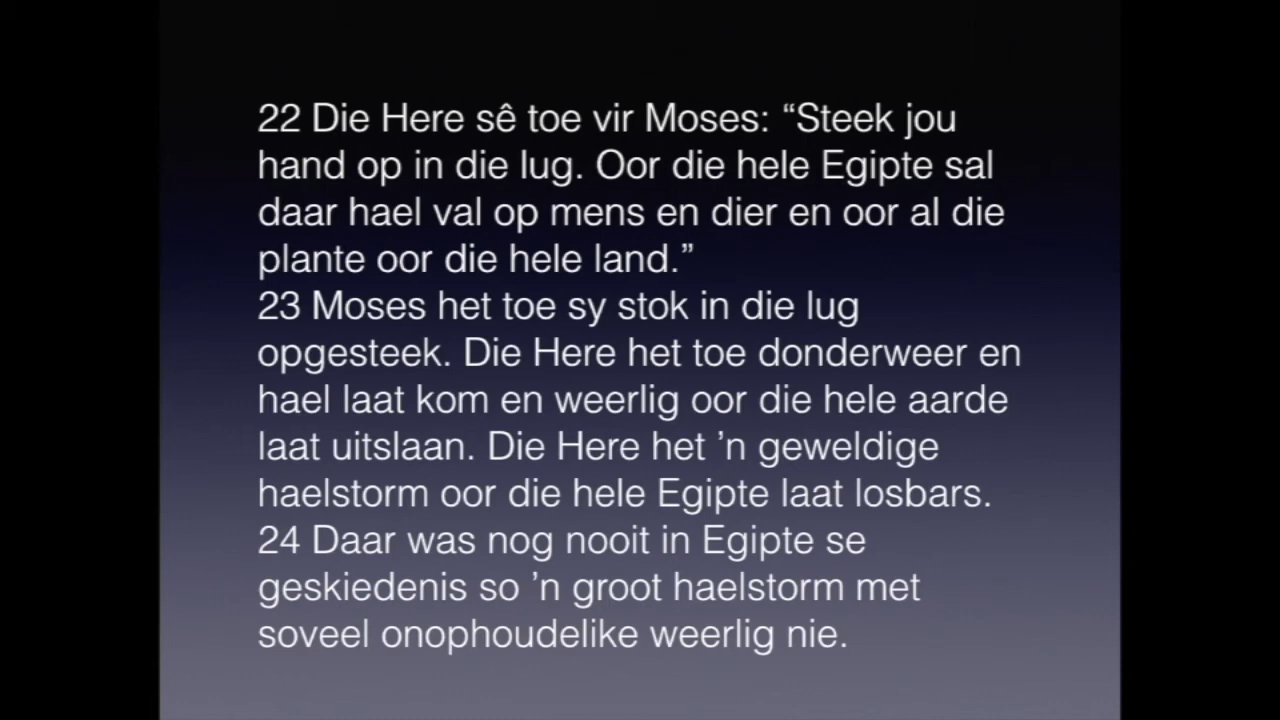 22 Die Here sê toe vir Moses: “Steek jou
hand op in die lug. Oor die hele Egipte sal
daar hael val op mens en dier en oor al die
plante oor die hele land.”
23 Moses het toe sy stok in die lug
opgesteek. Die Here het toe donderweer en
hael laat kom en weerlig oor die hele aarde
laat uitslaan. Die Here het ’n geweldige
haelstorm oor die hele Egipte laat losbars.
24 Daar was nog nooit in Egipte se
geskiedenis so ’n groot haelstorm met
soveel onophoudelike weerlig nie.